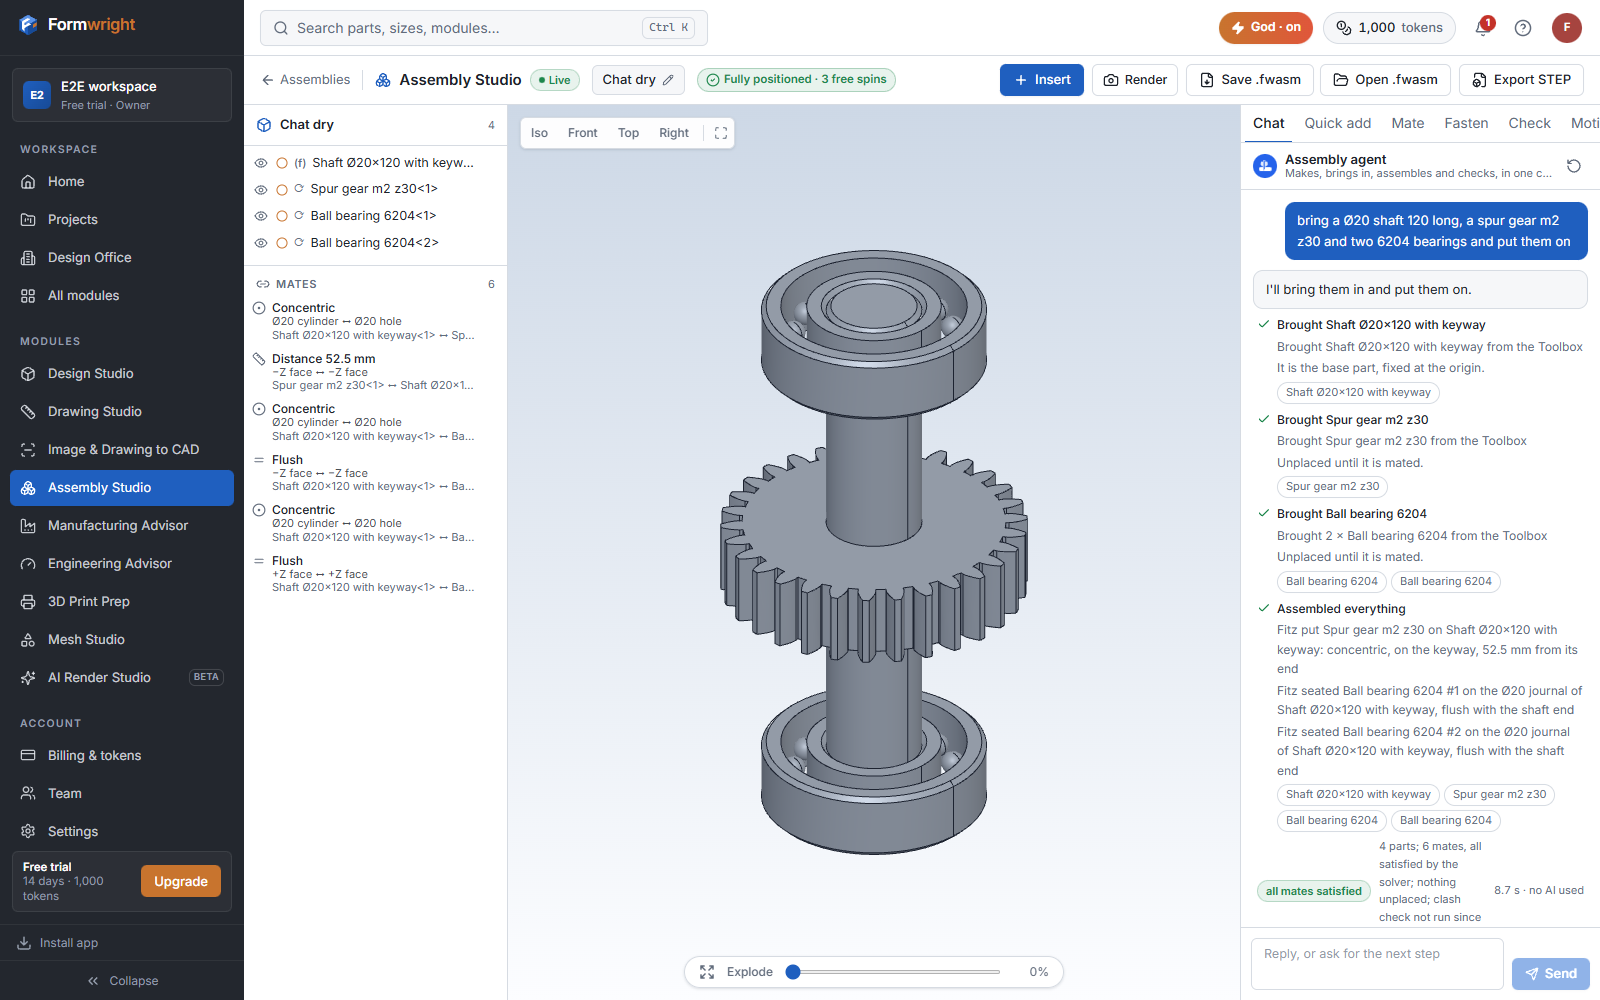 Formwright
Search parts, sizes, modules...
Ctrl K
God · on
1,000 tokens
1
F
E2
E2E workspace
Free trial · Owner
WORKSPACE
Home
Projects
Design Office
All modules
MODULES
Design Studio
Drawing Studio
Image & Drawing to CAD
Assembly Studio
Manufacturing Advisor
Engineering Advisor
3D Print Prep
Mesh Studio
AI Render Studio
BETA
ACCOUNT
Billing & tokens
Team
Settings
Free trial
14 days · 1,000
tokens
Upgrade
Install app
Collapse
Assemblies
Assembly Studio
Live
Chat dry
Fully positioned · 3 free spins
Insert
Render
Save .fwasm
Open .fwasm
Export STEP
Chat dry
4
(f) Shaft Ø20×120 with keyw...
Spur gear m2 z30<1>
Ball bearing 6204<1>
Ball bearing 6204<2>
MATES
6
Concentric
Ø20 cylinder ↔ Ø20 hole
Shaft Ø20×120 with keyway<1> ↔ Sp...
Distance 52.5 mm
−Z face ↔ −Z face
Spur gear m2 z30<1> ↔ Shaft Ø20×1...
Concentric
Ø20 cylinder ↔ Ø20 hole
Shaft Ø20×120 with keyway<1> ↔ Ba...
Flush
−Z face ↔ −Z face
Shaft Ø20×120 with keyway<1> ↔ Ba...
Concentric
Ø20 cylinder ↔ Ø20 hole
Shaft Ø20×120 with keyway<1> ↔ Ba...
Flush
+Z face ↔ +Z face
Shaft Ø20×120 with keyway<1> ↔ Ba...
Iso
Front
Top
Right
Explode
0%
Chat
Quick add
Mate
Fasten
Check
Moti
Assembly agent
Makes, brings in, assembles and checks, in one c...
bring a Ø20 shaft 120 long, a spur gear m2
z30 and two 6204 bearings and put them on
I'll bring them in and put them on.
Brought Shaft Ø20×120 with keyway
Brought Shaft Ø20×120 with keyway from the Toolbox
It is the base part, fixed at the origin.
Shaft Ø20×120 with keyway
Brought Spur gear m2 z30
Brought Spur gear m2 z30 from the Toolbox
Unplaced until it is mated.
Spur gear m2 z30
Brought Ball bearing 6204
Brought 2 × Ball bearing 6204 from the Toolbox
Unplaced until it is mated.
Ball bearing 6204
Ball bearing 6204
Assembled everything
Fitz put Spur gear m2 z30 on Shaft Ø20×120 with
keyway: concentric, on the keyway, 52.5 mm from its
end
Fitz seated Ball bearing 6204 #1 on the Ø20 journal of
Shaft Ø20×120 with keyway, flush with the shaft end
Fitz seated Ball bearing 6204 #2 on the Ø20 journal
of Shaft Ø20×120 with keyway, flush with the shaft
end
Shaft Ø20×120 with keyway
Spur gear m2 z30
Ball bearing 6204
Ball bearing 6204
all mates satisfied
4 parts; 6 mates, all
satisfied by the
solver; nothing
unplaced; clash
check not run since
8.7 s · no AI used
Reply, or ask for the next step
Send